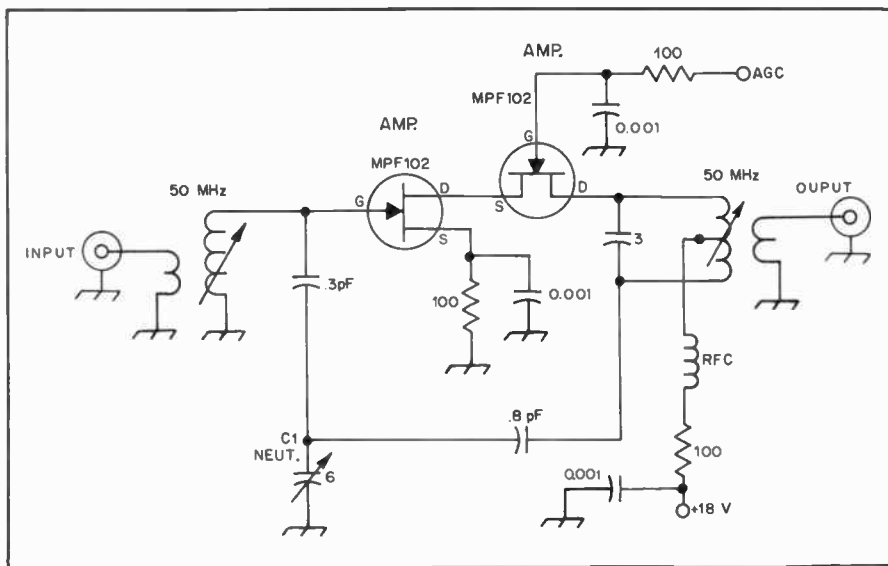 AMP.
100
AGC
MPF102
0.001
G
AMP.
MPF102
50 MHz
50 MHz
OUPUT
G
D
S
D
S
INPUT
3
.3pF
100
0.001
RFC
.8 pF
C1
NEUT.
6
100
0.001
+18 V